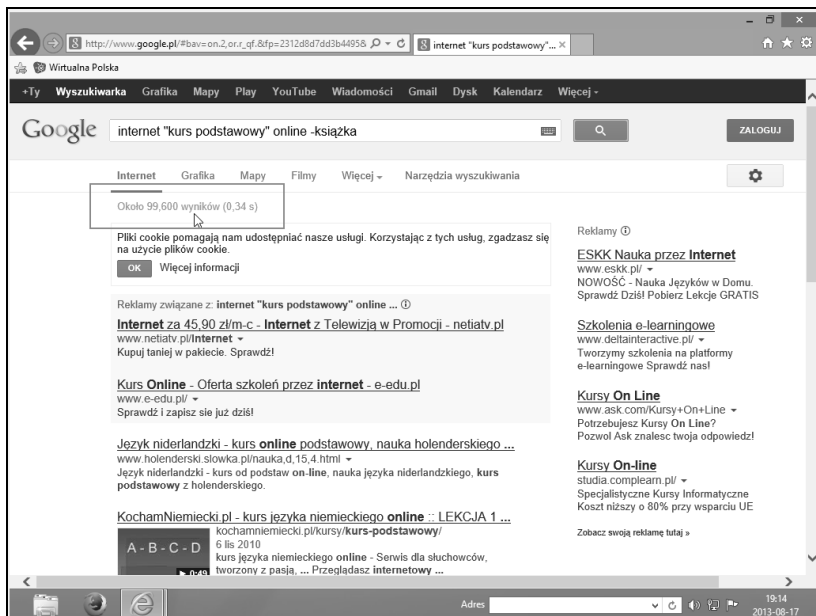 http://www.google.pl/#bav=on.2,or.r_qf.&fp=2312d8d7dd3b4495&
internet "kurs podstawowy"... ×
Wirtualna Polska
+Ty Wyszukiwarka Grafika Mapy Play YouTube Wiadomości Gmail Dysk Kalendarz Więcej
Google
internet "kurs podstawowy" online -książka
ZALOGUJ
Internet Grafika Mapy Filmy Więcej Narzędzia wyszukiwania
Około 99,600 wyników (0,34 s)
Pliki cookie pomagają nam udostępniać nasze usługi. Korzystając z tych usług, zgadzasz się
na użycie plików cookie.
OK Więcej informacji
Reklamy związane z: internet "kurs podstawowy" online ...
Internet za 45,90 zł/m-c - Internet z Telewizją w Promocji - netiatv.pl
www.netiatv.pl/Internet
Kupuj taniej w pakiecie. Sprawdź!
Kurs Online - Oferta szkoleń przez internet - e-edu.pl
www.e-edu.pl/
Sprawdź i zapisz sie już dziś!
Język niderlandzki - kurs online podstawowy, nauka holenderskiego ...
www.holenderski.slowka.pl/nauka,d,15,4.html
Język niderlandzki - kurs od podstaw on-line, nauka języka niderlandzkiego, kurs
podstawowy z holenderskiego.
KochamNiemiecki.pl - kurs języka niemieckiego online :: LEKCJA 1 ...
kochamniemiecki.pl/kursy/kurs-podstawowy/
A - B - C - D
0:49
6 lis 2010
kurs języka niemieckiego online - Serwis dla słuchowców,
tworzony z pasją, ... Przeglądasz internetowy ...
Reklamy
ESKK Nauka przez Internet
www.eskk.pl/
NOWOŚĆ - Nauka Języków w Domu.
Sprawdź Dziś! Pobierz Lekcje GRATIS
Szkolenia e-learningowe
www.deltainteractive.pl/
Tworzymy szkolenia na platformy
e-learningowe Sprawdź nas!
Kursy On Line
www.ask.com/Kursy+On+Line
Potrzebujesz Kursy On Line?
Pozwol Ask znalesc twoja odpowiedz!
Kursy On-line
studia.complearn.pl/
Specjalistyczne Kursy Informatyczne
Koszt niższy o 80% przy wsparciu UE
Zobacz swoją reklamę tutaj »
Adres
19:14
2013-08-17